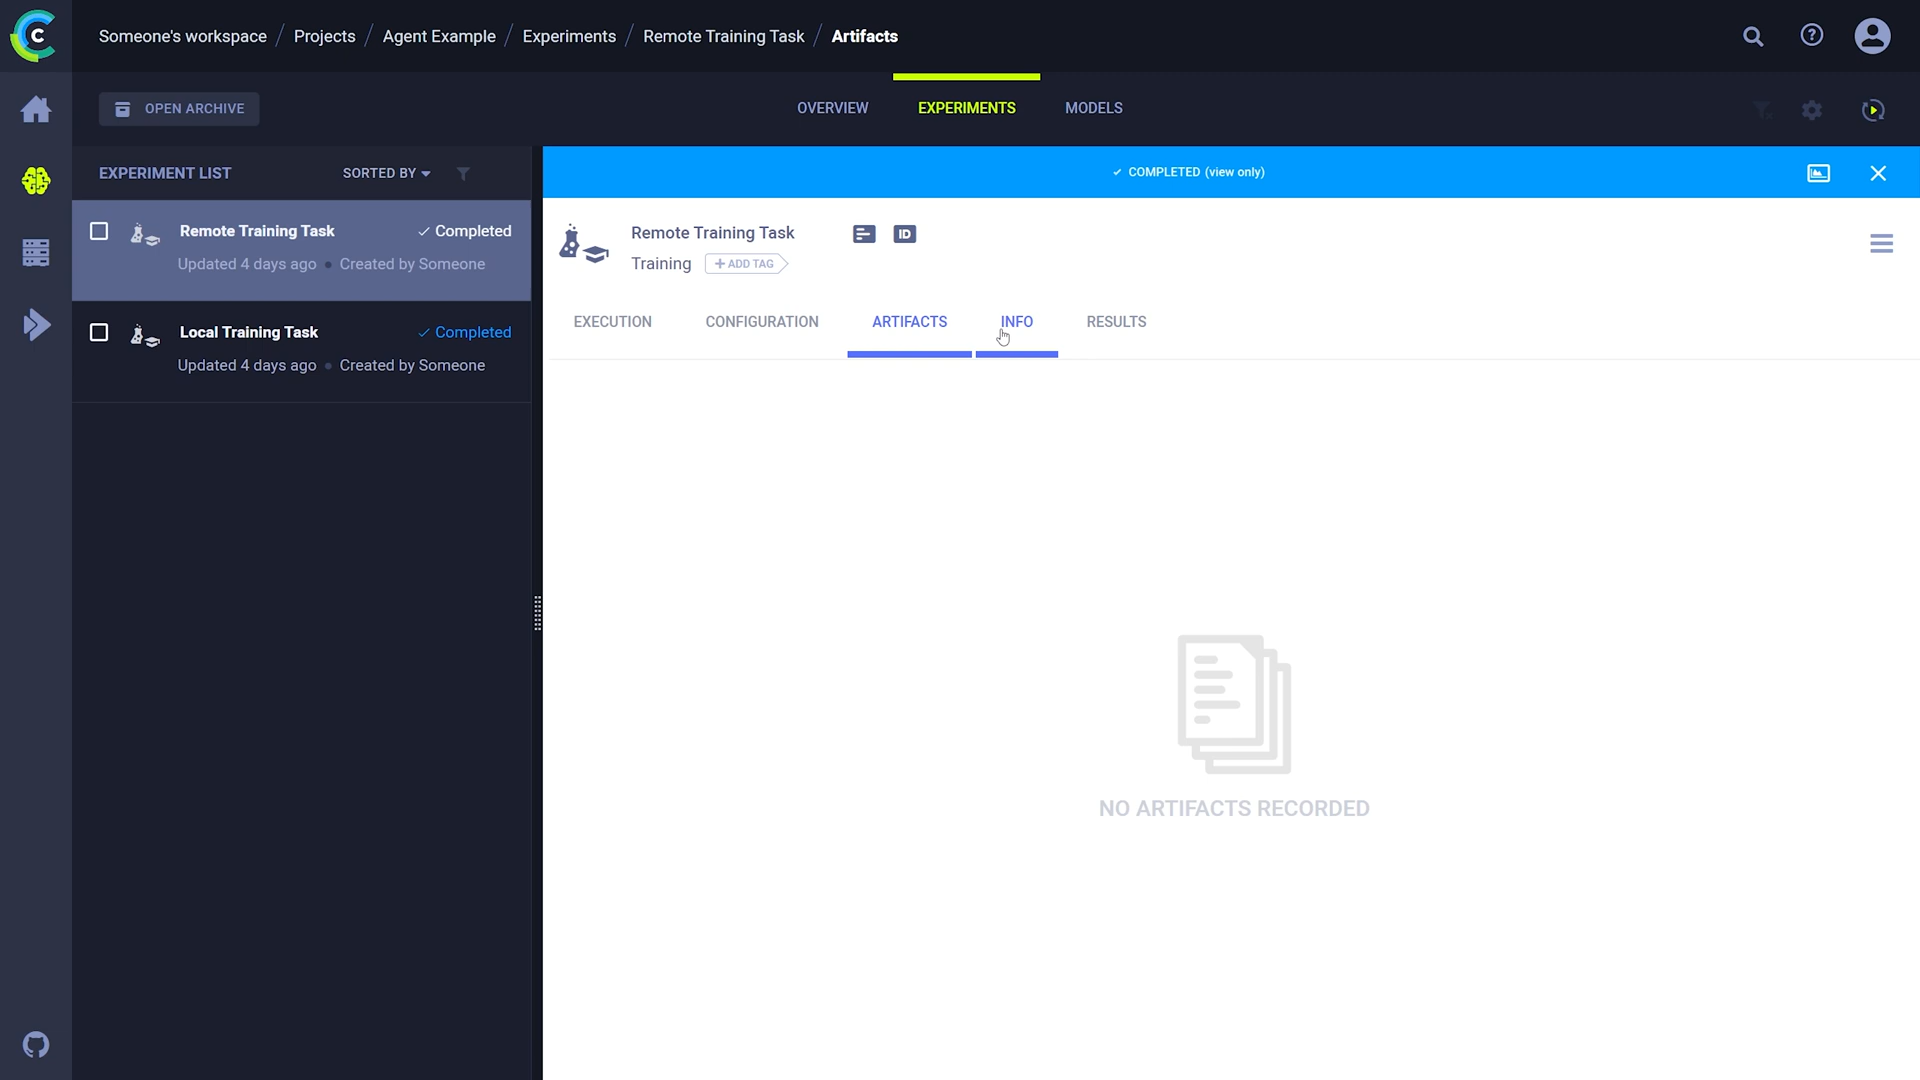 Someone's workspace / Projects / Agent Example / Experiments / Remote Training Task / Artifacts
OPEN ARCHIVE
OVERVIEW
EXPERIMENTS
MODELS
EXPERIMENT LIST
SORTED BY
Remote Training Task
Completed
Updated 4 days ago • Created by Someone
Local Training Task
Completed
Updated 4 days ago • Created by Someone
COMPLETED (view only)
Remote Training Task
ID
Training
+ ADD TAG
EXECUTION
CONFIGURATION
ARTIFACTS
INFO
RESULTS
NO ARTIFACTS RECORDED